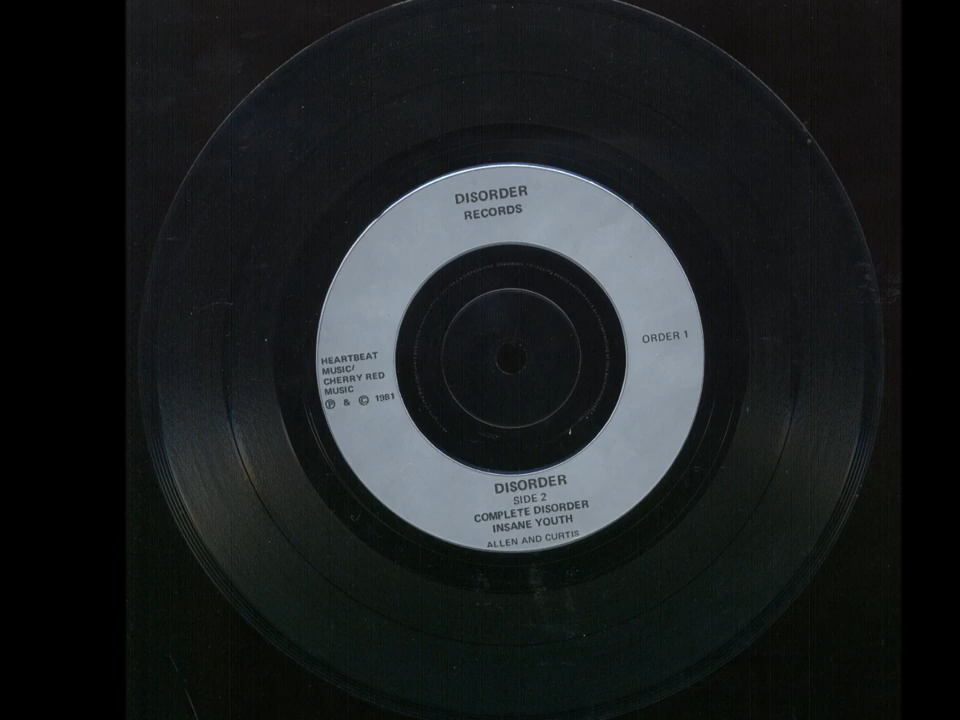 DISORDER
RECORDS
ORDER 1
HEARTBEAT
MUSIC/
CHERRY RED
MUSIC
Ⓟ & © 1981
DISORDER
SIDE 2
COMPLETE DISORDER
INSANE YOUTH
ALLEN AND CURTIS